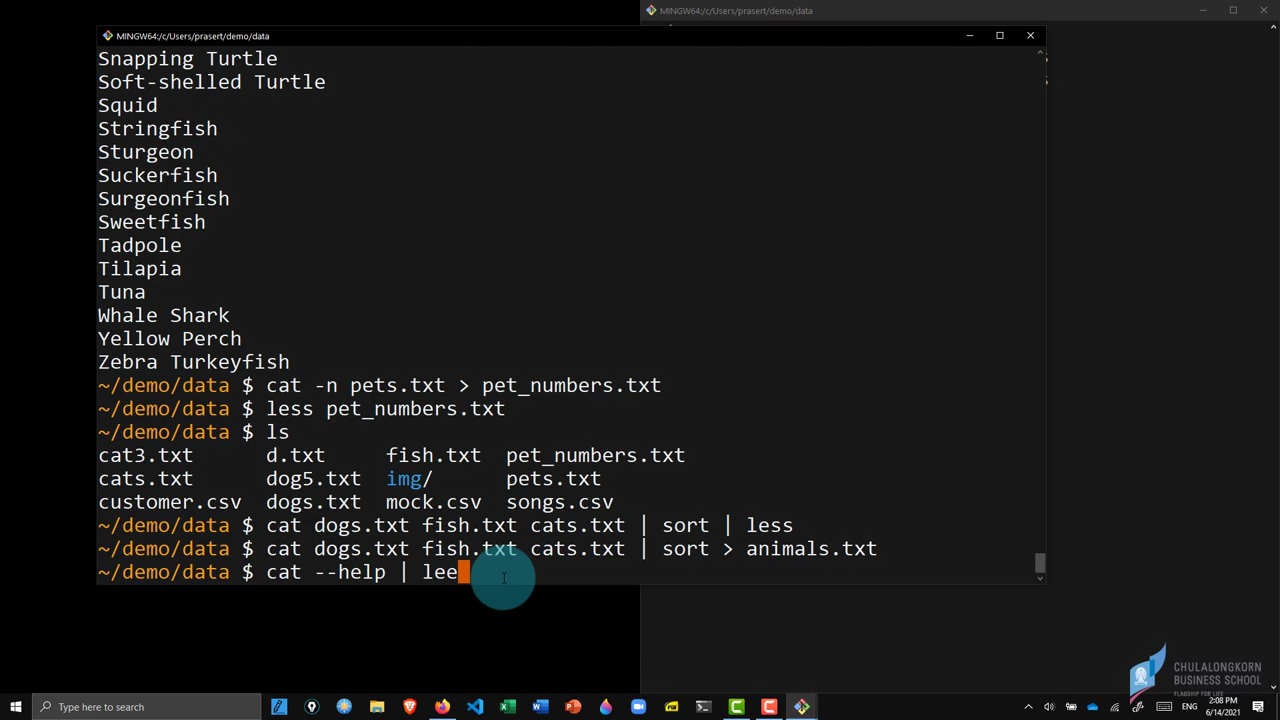 MINGW64:/c/Users/prasert/demo/data
MINGW64:/c/Users/prasert/demo/data
Snapping Turtle
Soft-shelled Turtle
Squid
Stringfish
Sturgeon
Suckerfish
Surgeonfish
Sweetfish
Tadpole
Tilapia
Tuna
Whale Shark
Yellow Perch
Zebra Turkeyfish
~/demo/data $ cat -n pets.txt > pet_numbers.txt
~/demo/data $ less pet_numbers.txt
~/demo/data $ ls
cat3.txt d.txt fish.txt pet_numbers.txt
cats.txt dog5.txt img/ pets.txt
customer.csv dogs.txt mock.csv songs.csv
~/demo/data $ cat dogs.txt fish.txt cats.txt | sort | less
~/demo/data $ cat dogs.txt fish.txt cats.txt | sort > animals.txt
~/demo/data $ cat --help | lee
CHULALONGKORN
BUSINESS SCHOOL
FLAGSHIP FOR LIFE
Type here to search
ENG
2:08 PM
6/14/2021